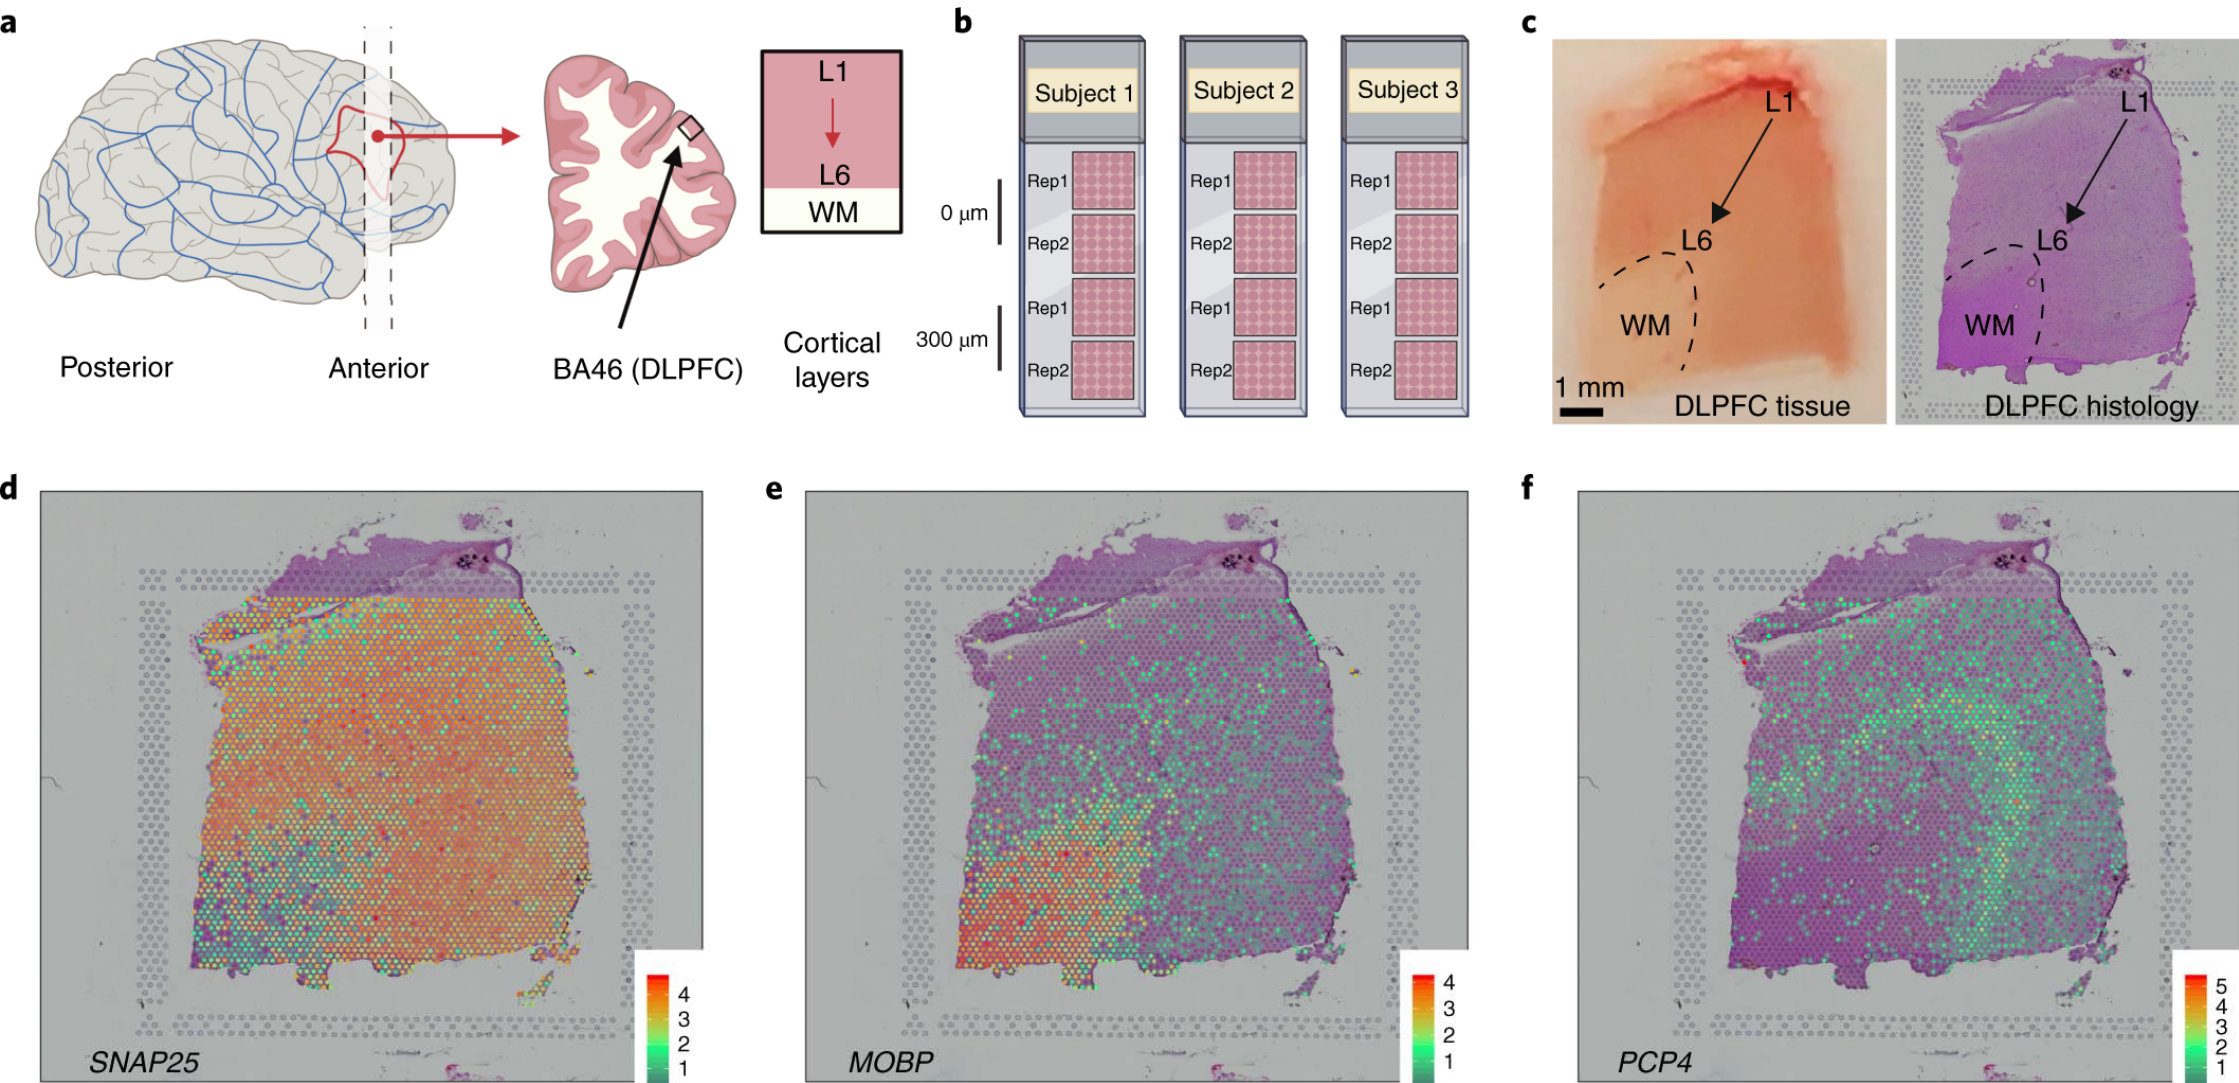 a
L1
L6
WM
Posterior
Anterior
BA46 (DLPFC)
Cortical
layers
b
Subject 1
Subject 2
Subject 3
0 μm
300 μm
Rep1
Rep2
Rep1
Rep2
Rep1
Rep2
Rep1
Rep2
Rep1
Rep2
Rep1
Rep2
c
L1
L6
WM
1 mm
DLPFC tissue
L1
L6
WM
DLPFC histology
d
SNAP25
4
3
2
1
e
MOBP
4
3
2
1
f
PCP4
5
4
3
2
1